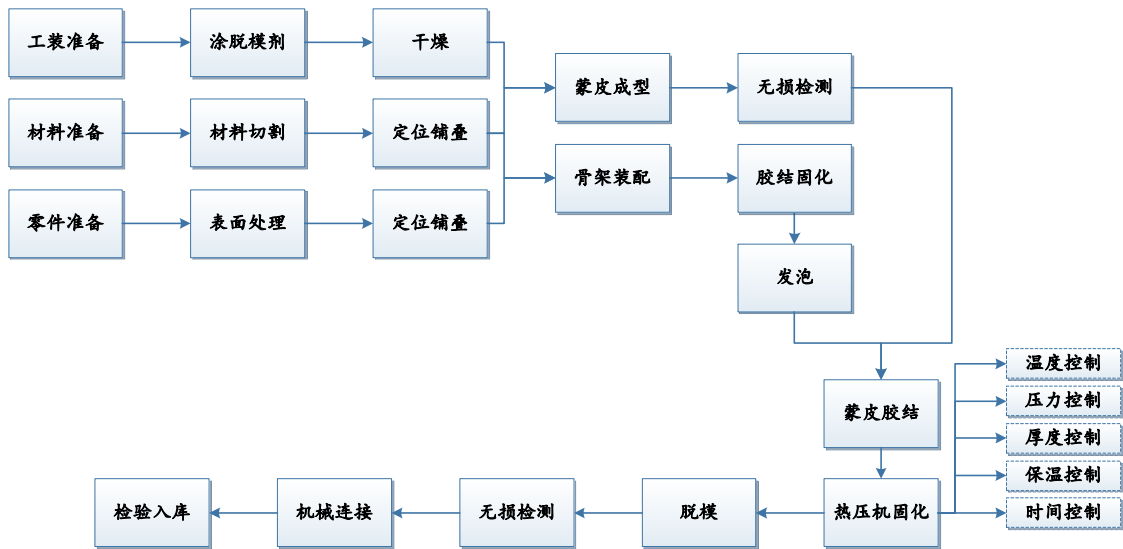 工装准备
涂脱模剂
干燥
蒙皮成型
无损检测
材料准备
材料切割
定位铺叠
骨架装配
胶结固化
零件准备
表面处理
定位铺叠
发泡
温度控制
压力控制
蒙皮胶结
厚度控制
保温控制
检验入库
机械连接
无损检测
脱模
热压机固化
时间控制